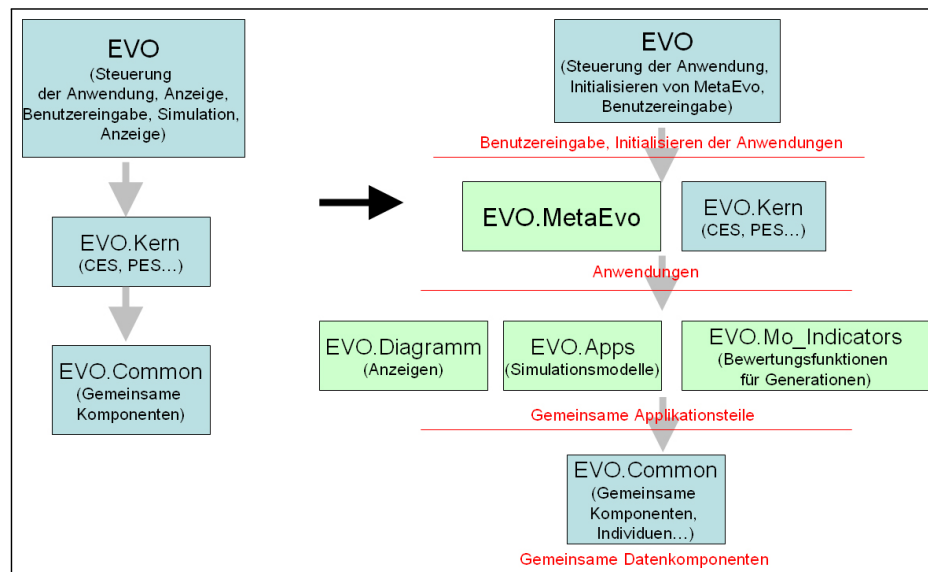 EVO
(Steuerung
der Anwendung, Anzeige,
Benutzereingabe, Simulation,
Anzeige)
EVO.Kern
(CES, PES...)
EVO.Common
(Gemeinsame
Komponenten)
EVO
(Steuerung der Anwendung,
Initialisieren von MetaEvo,
Benutzereingabe)
Benutzereingabe, Initialisieren der Anwendungen
EVO.MetaEvo
EVO.Kern
(CES, PES...)
Anwendungen
EVO.Diagramm
(Anzeigen)
EVO.Apps
(Simulationsmodelle)
EVO.Mo_Indicators
(Bewertungsfunktionen
für Generationen)
Gemeinsame Applikationsteile
EVO.Common
(Gemeinsame
Komponenten,
Individuen...)
Gemeinsame Datenkomponenten